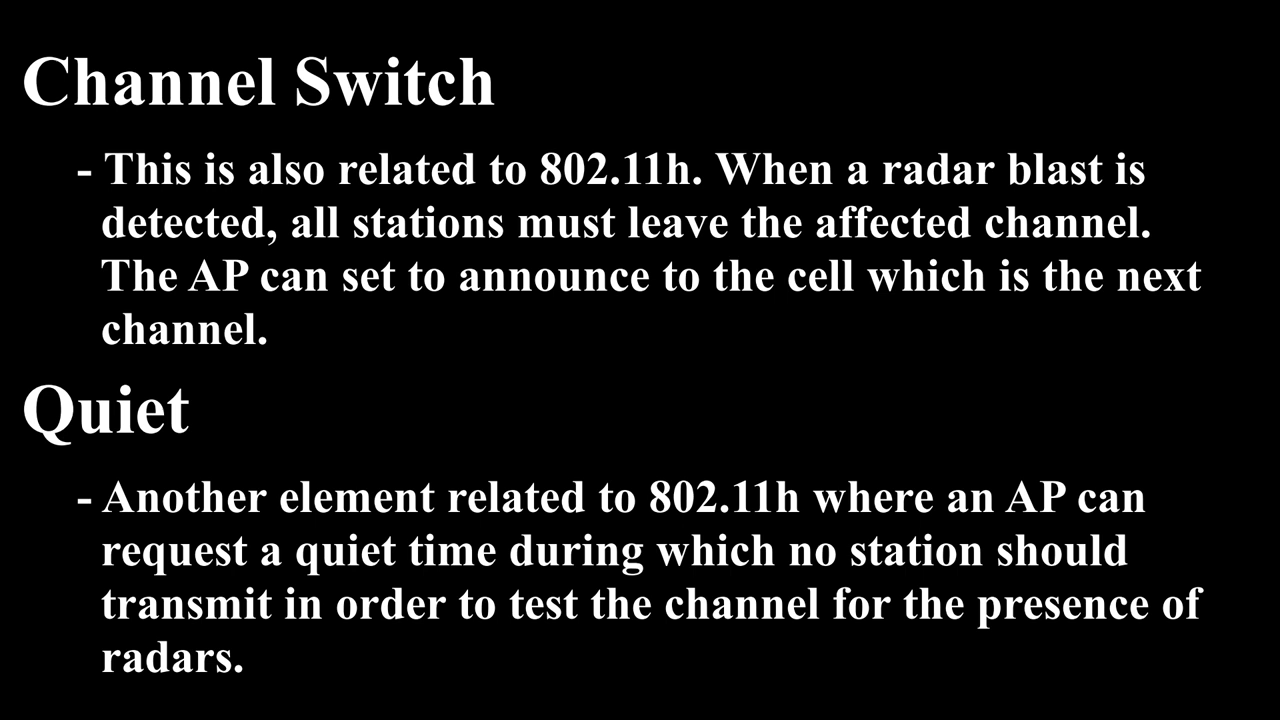 Channel Switch
- This is also related to 802.11h. When a radar blast is
detected, all stations must leave the affected channel.
The AP can set to announce to the cell which is the next
channel.
Quiet
- Another element related to 802.11h where an AP can
request a quiet time during which no station should
transmit in order to test the channel for the presence of
radars.